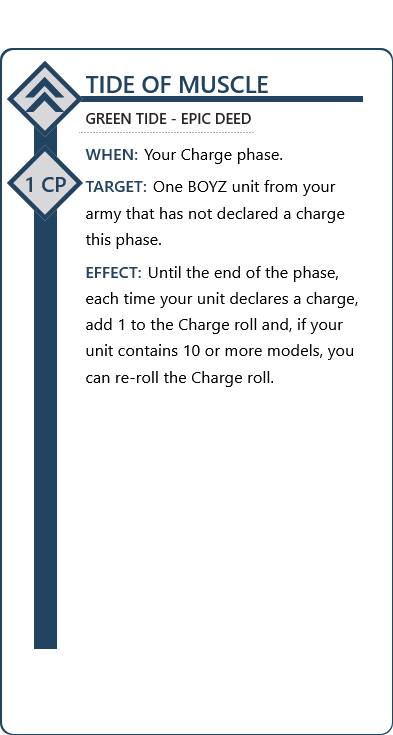 TIDE OF MUSCLE
GREEN TIDE - EPIC DEED
1 CP
WHEN: Your Charge phase.
TARGET: One BOYZ unit from your
army that has not declared a charge
this phase.
EFFECT: Until the end of the phase,
each time your unit declares a charge,
add 1 to the Charge roll and, if your
unit contains 10 or more models, you
can re-roll the Charge roll.